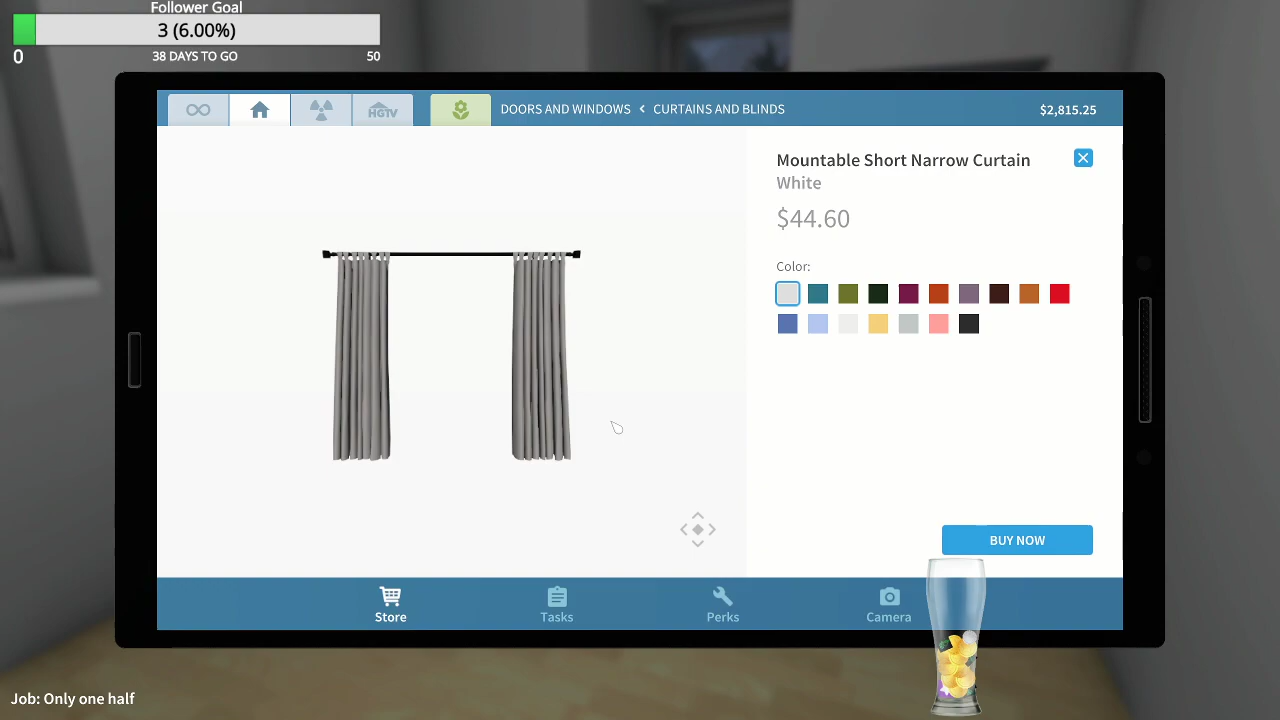 Follower Goal
3 (6.00%)
0 38 DAYS TO GO 50
HGTV DOORS AND WINDOWS < CURTAINS AND BLINDS $2,815.25
Mountable Short Narrow Curtain
White
$44.60
Color:
BUY NOW
Store Tasks Perks Camera
Job: Only one half